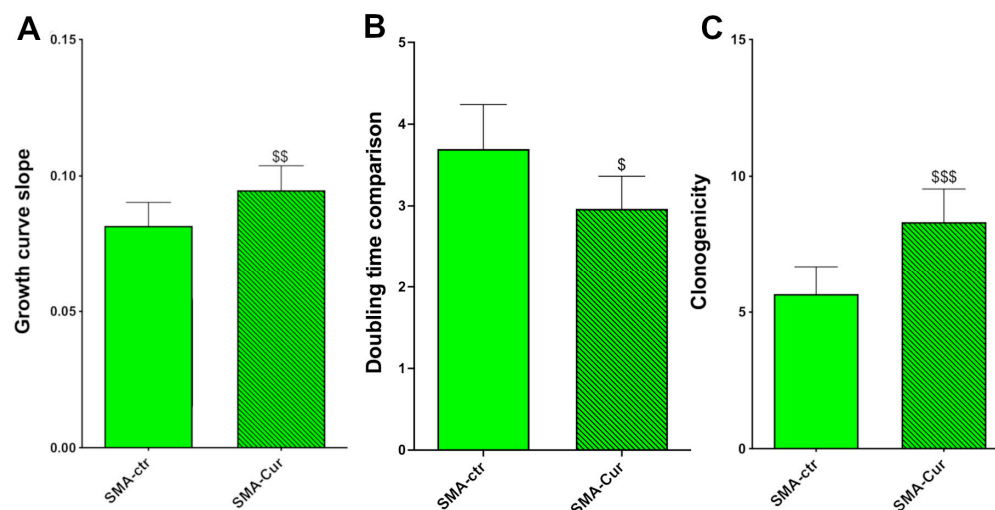 A
Growth curve slope
0.15
0.10
0.05
0.00
$$
SMA-ctr
SMA-Cur
B
Doubling time comparison
5
4
3
2
1
0
$
SMA-ctr
SMA-Cur
C
Clonogenicity
15
10
5
0
$$$
SMA-ctr
SMA-Cur